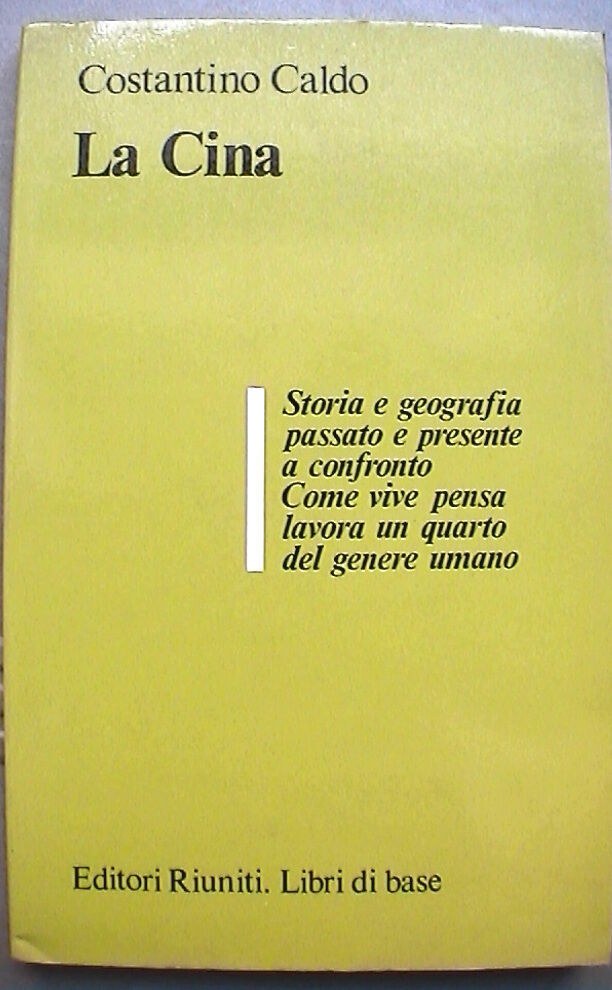 Costantino Caldo
La Cina
Storia e geografia
passato e presente
a confronto
Come vive pensa
lavora un quarto
del genere umano
Editori Riuniti. Libri di base